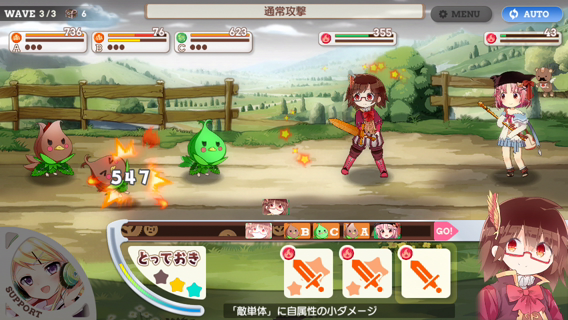 WAVE 3/3 6
通常攻撃
MENU
AUTO
736
76
623
355
43
A
B
C
547
B C A
GO!
とっておき
SUPPORT
「敵単体」に自属性の小ダメージ